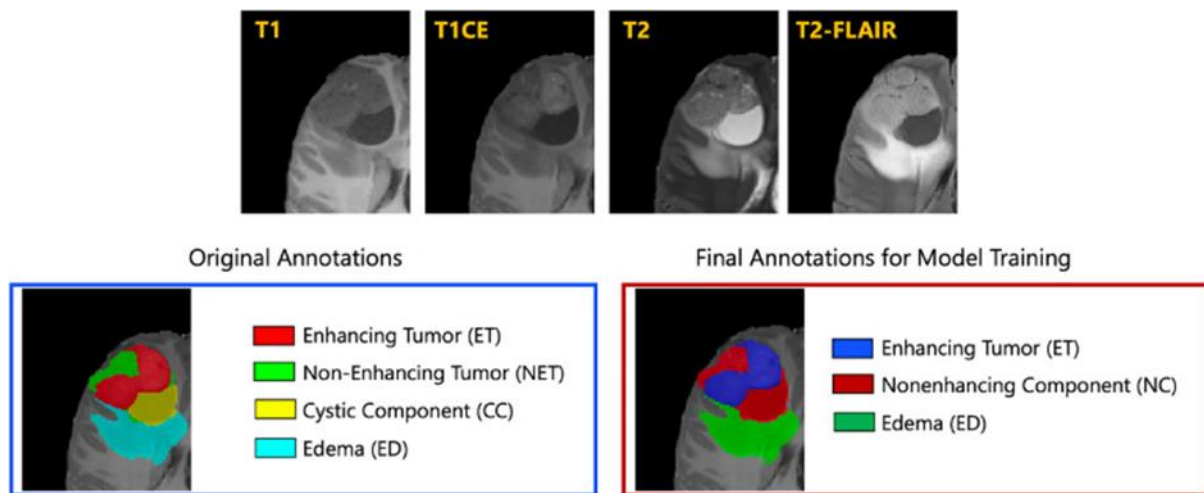 T1
T1CE
T2
T2-FLAIR
Original Annotations
Final Annotations for Model Training
Enhancing Tumor (ET)
Non-Enhancing Tumor (NET)
Cystic Component (CC)
Edema (ED)
Enhancing Tumor (ET)
Nonenhancing Component (NC)
Edema (ED)